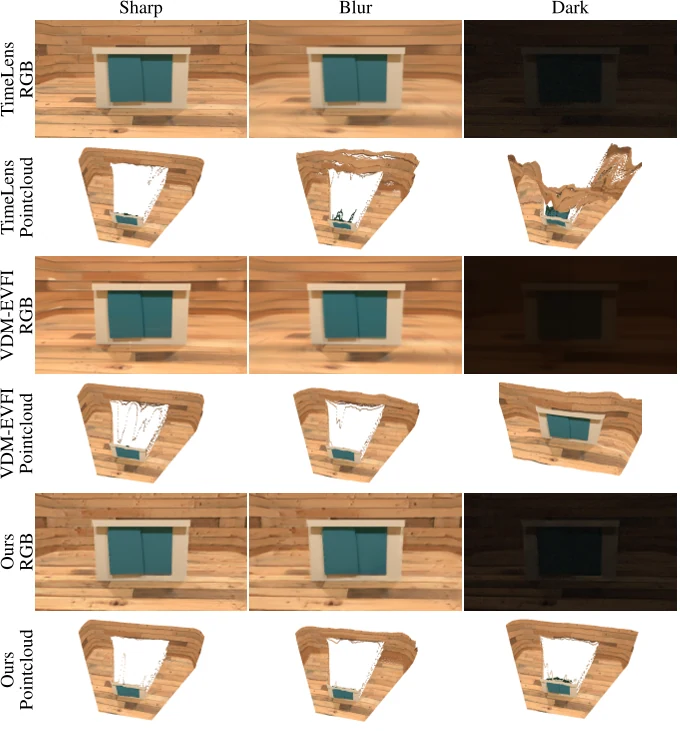 Sharp Blur Dark
TimeLens
RGB
TimeLens
Pointcloud
VDM-EVFI
RGB
VDM-EVFI
Pointcloud
Ours
RGB
Ours
Pointcloud